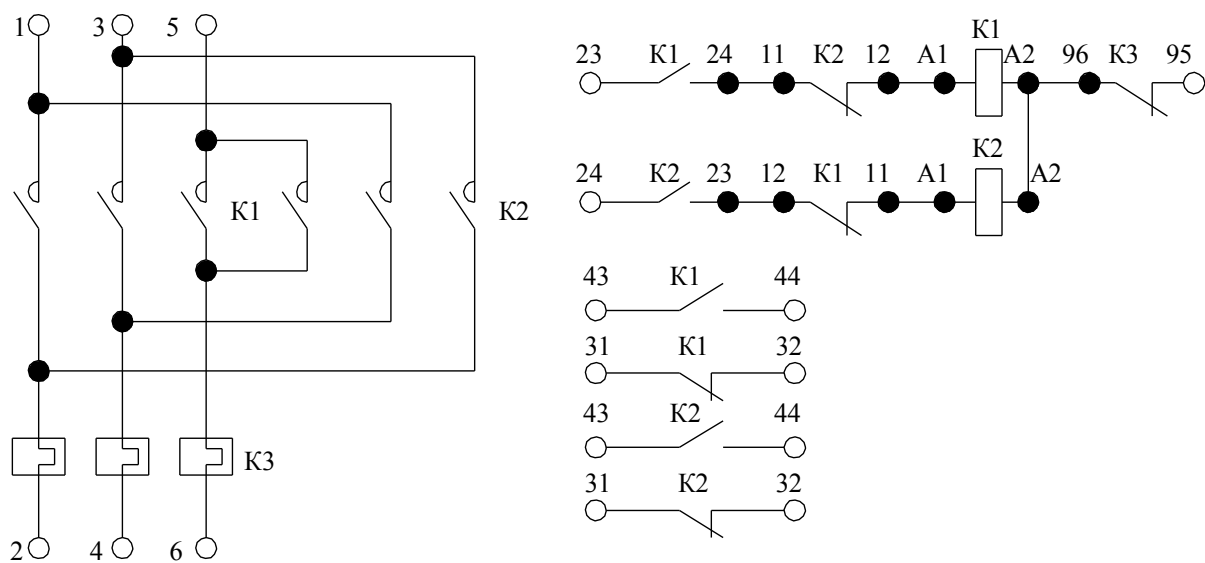 1 3 5
K1 K2
K3
2 4 6
K1
23 K1 24 11 K2 12 A1 A2 96 K3 95
K2
24 K2 23 12 K1 11 A1 A2
43 K1 44
31 K1 32
43 K2 44
31 K2 32